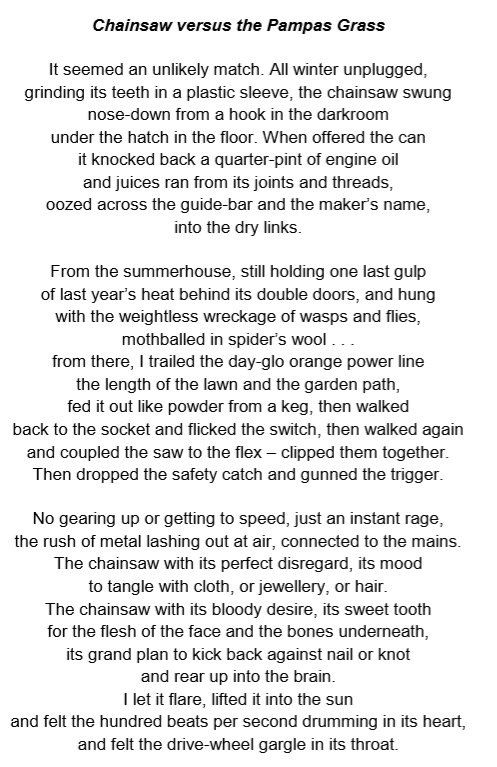 Chainsaw versus the Pampas Grass
It seemed an unlikely match. All winter unplugged,
grinding its teeth in a plastic sleeve, the chainsaw swung
nose-down from a hook in the darkroom
under the hatch in the floor. When offered the can
it knocked back a quarter-pint of engine oil
and juices ran from its joints and threads,
oozed across the guide-bar and the maker’s name,
into the dry links.
From the summerhouse, still holding one last gulp
of last year’s heat behind its double doors, and hung
with the weightless wreckage of wasps and flies,
mothballed in spider’s wool . . .
from there, I trailed the day-glo orange power line
the length of the lawn and the garden path,
fed it out like powder from a keg, then walked
back to the socket and flicked the switch, then walked again
and coupled the saw to the flex – clipped them together.
Then dropped the safety catch and gunned the trigger.
No gearing up or getting to speed, just an instant rage,
the rush of metal lashing out at air, connected to the mains.
The chainsaw with its perfect disregard, its mood
to tangle with cloth, or jewellery, or hair.
The chainsaw with its bloody desire, its sweet tooth
for the flesh of the face and the bones underneath,
its grand plan to kick back against nail or knot
and rear up into the brain.
I let it flare, lifted it into the sun
and felt the hundred beats per second drumming in its heart,
and felt the drive-wheel gargle in its throat.